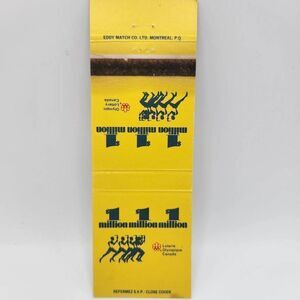 EDDY MATCH CO. LTD. MONTREAL, P.Q.
Olympic
Lottery
Canada
$1 $1 $1
million million million
1 1 1
million million million
Loterie
Olympique
Canada
REFERMEZ S.V.P. - CLOSE COVER